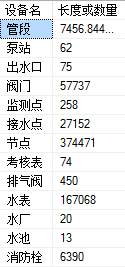 设备名 长度或数量
管段 7456.844...
泵站 62
出水口 75
阀门 57737
监测点 258
接水点 27152
节点 374471
考核表 74
排气阀 450
水表 167068
水厂 20
水池 13
消防栓 6390